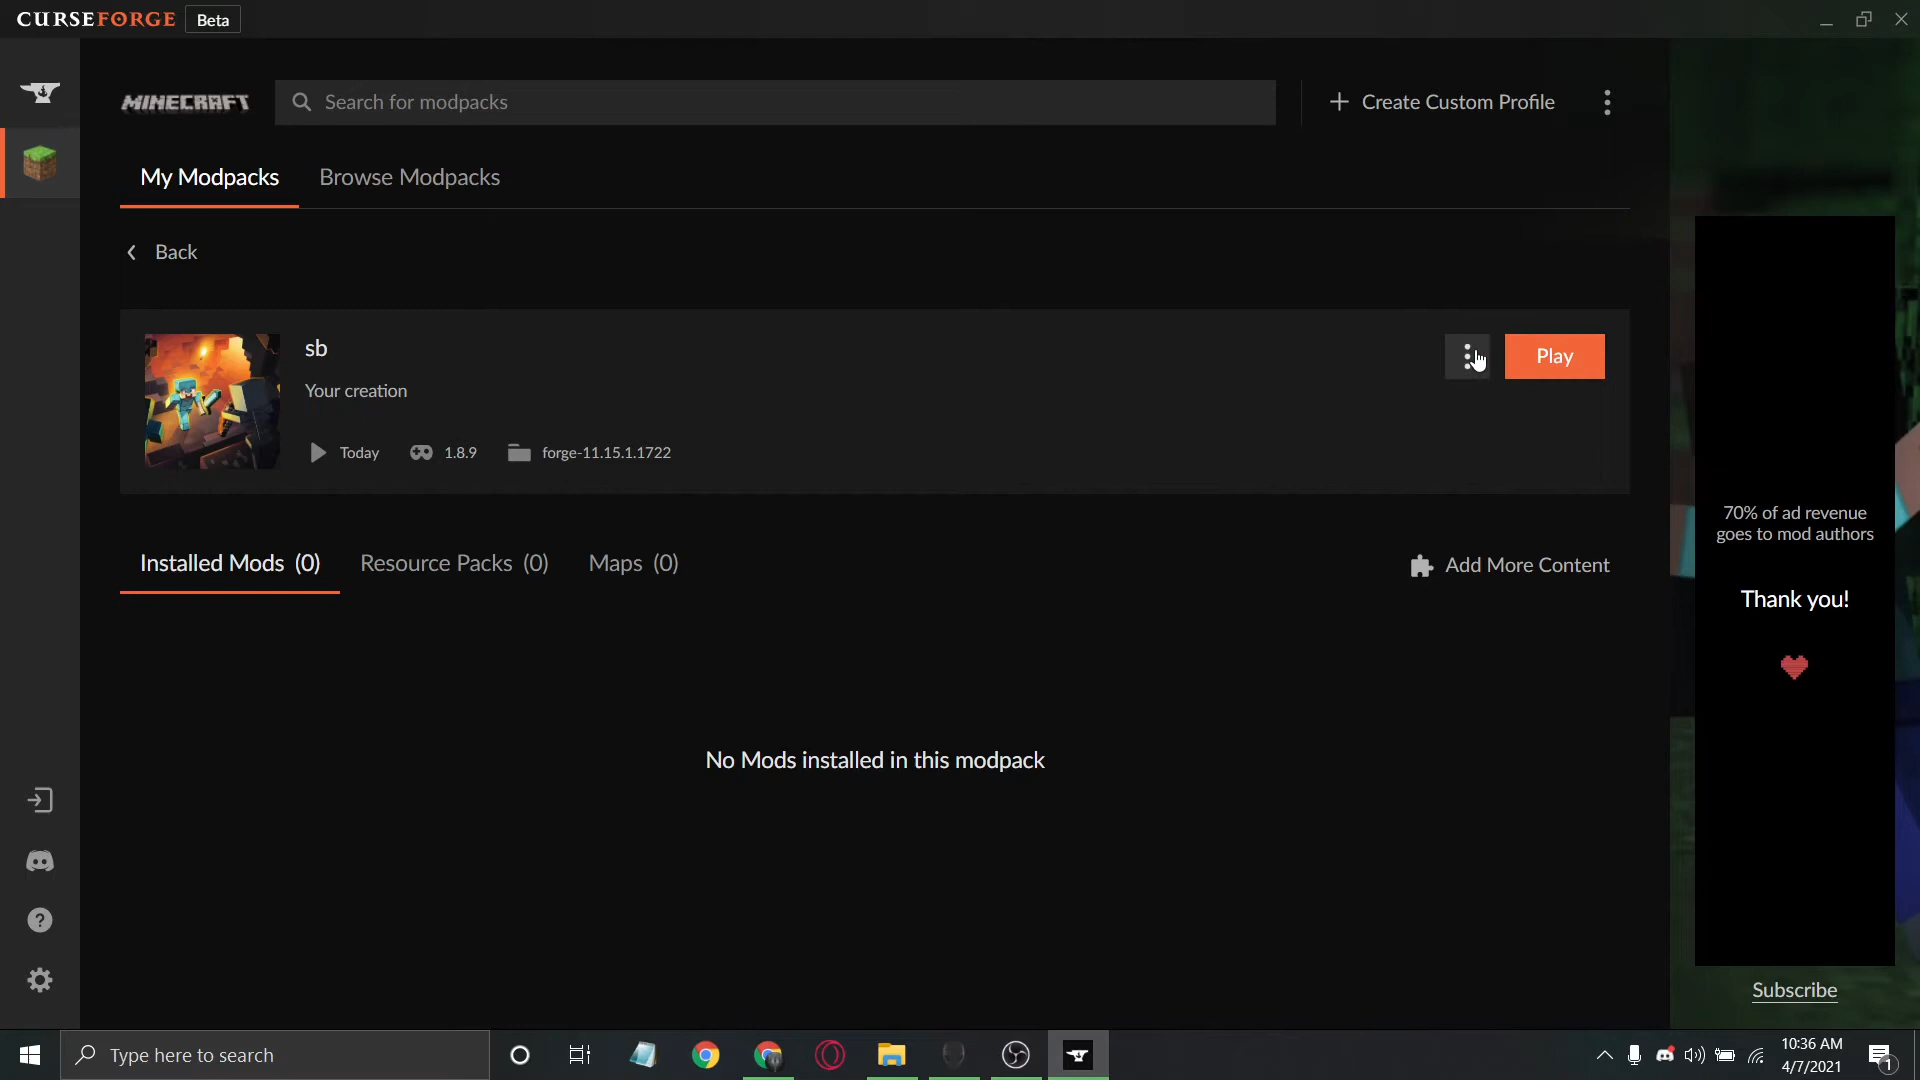 CURSEFORGE Beta
MINECRAFT
Search for modpacks
Create Custom Profile
My Modpacks
Browse Modpacks
Back
sb
Your creation
Today
1.8.9
forge-11.15.1.1722
Play
Installed Mods (0)
Resource Packs (0)
Maps (0)
Add More Content
No Mods installed in this modpack
70% of ad revenue
goes to mod authors
Thank you!
Subscribe
Type here to search
10:36 AM
4/7/2021
1